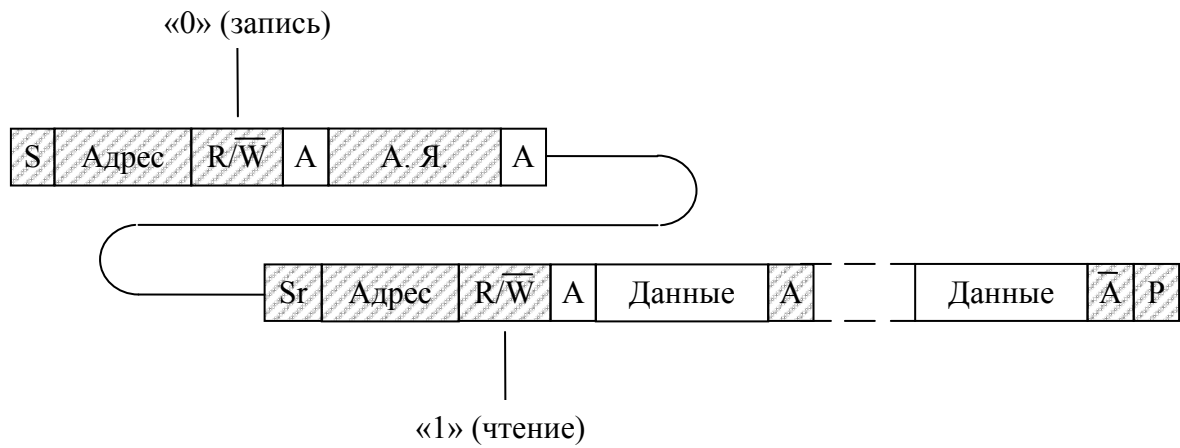 «0» (запись)
S Адрес R/W̅ A А. Я. A
Sr Адрес R/W̅ A Данные A Данные A̅ P
«1» (чтение)